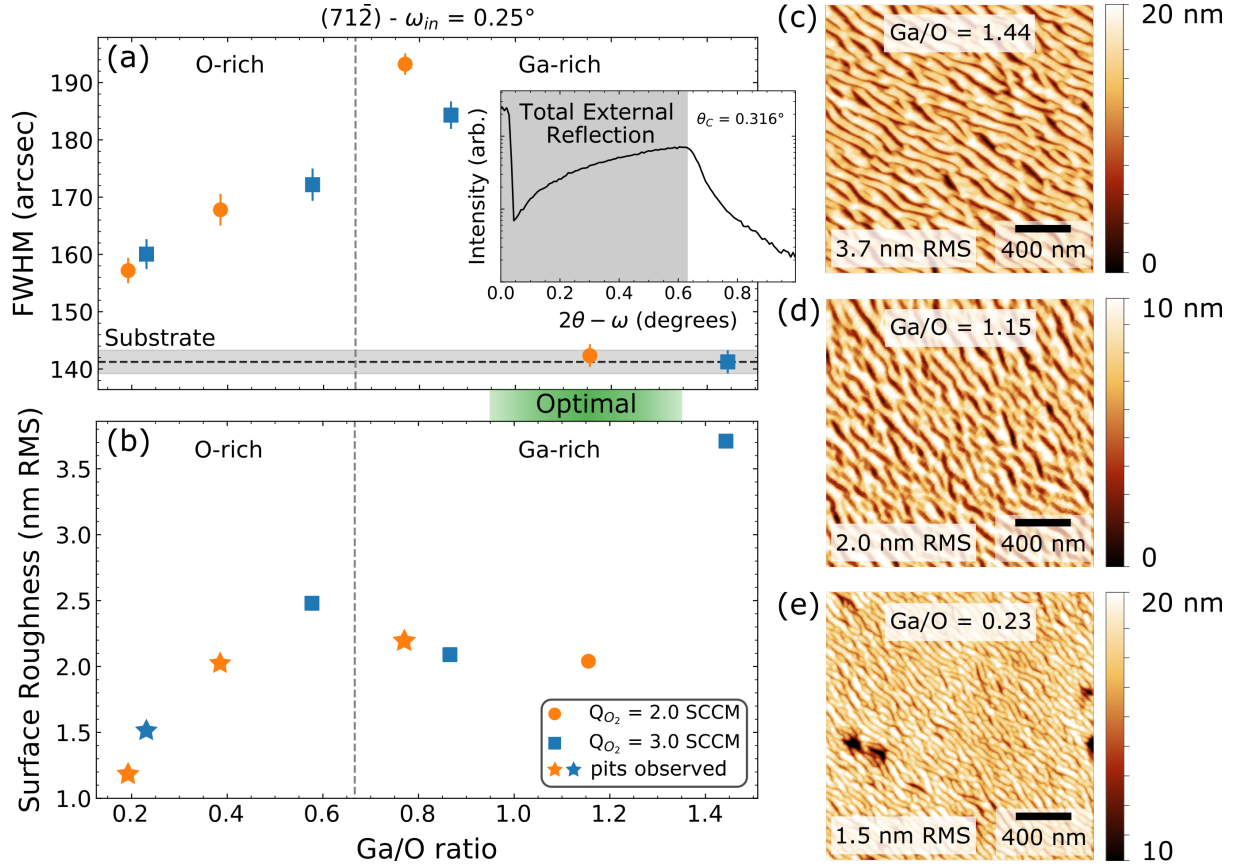 (712̄) - ω_in = 0.25°
(a)
O-rich
Ga-rich
FWHM (arcsec)
190
180
170
160
150
140
Substrate
Total External
Reflection
θ_C = 0.316°
Intensity (arb.)
0.0 0.2 0.4 0.6 0.8
2θ − ω (degrees)
Optimal
(b)
O-rich
Ga-rich
Surface Roughness (nm RMS)
3.5
3.0
2.5
2.0
1.5
1.0
Q_O₂ = 2.0 SCCM
Q_O₂ = 3.0 SCCM
pits observed
0.2 0.4 0.6 0.8 1.0 1.2 1.4
Ga/O ratio
(c)
Ga/O = 1.44
3.7 nm RMS
400 nm
20 nm
0
(d)
Ga/O = 1.15
2.0 nm RMS
400 nm
10 nm
0
(e)
Ga/O = 0.23
1.5 nm RMS
400 nm
20 nm
10